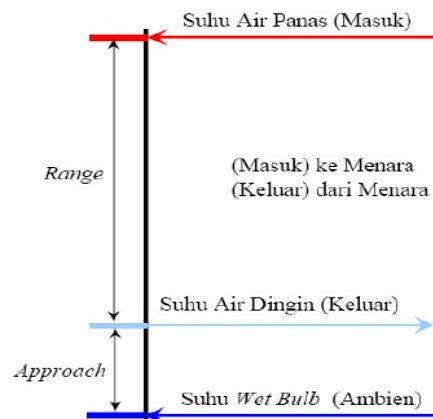 Suhu Air Panas (Masuk)
Range
(Masuk) ke Menara
(Keluar) dari Menara
Suhu Air Dingin (Keluar)
Approach
Suhu Wet Bulb (Ambien)